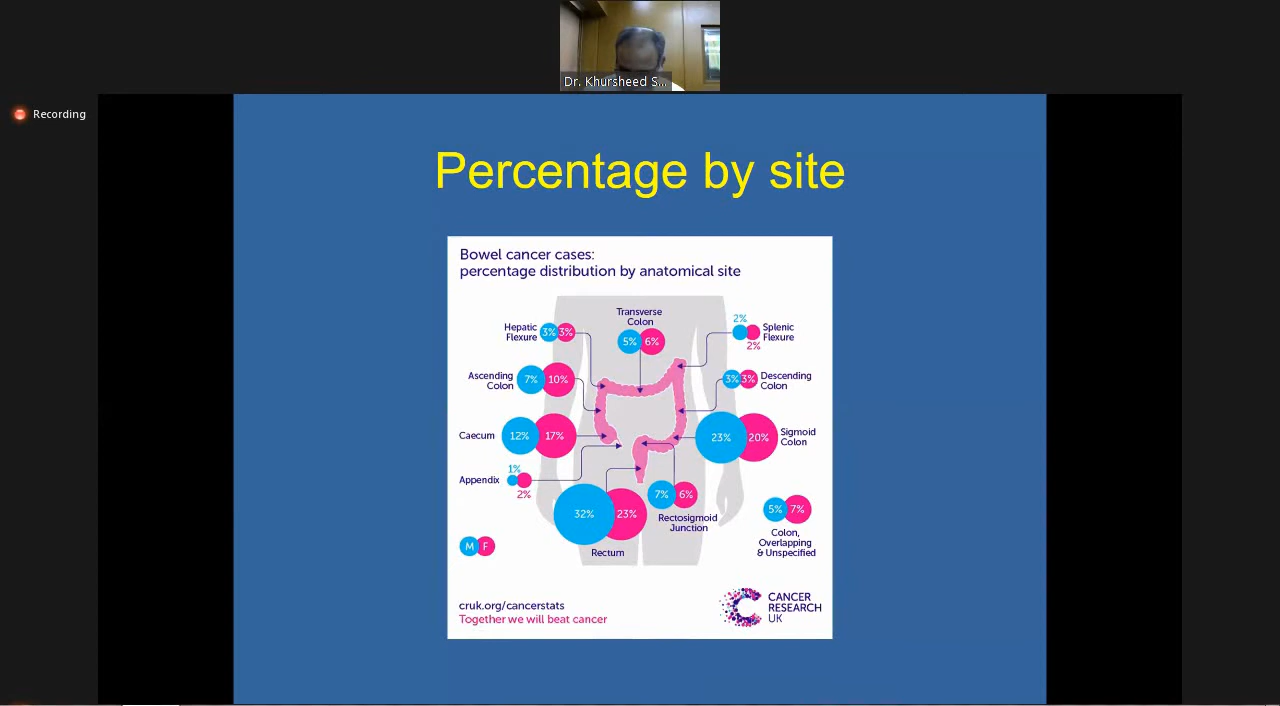 Dr. Khursheed S...
Recording
Percentage by site
Bowel cancer cases:
percentage distribution by anatomical site
Transverse
Colon
5% 6%
Hepatic
Flexure
3% 3%
2%
Splenic
Flexure
2%
Ascending
Colon
7% 10%
3% 3%
Descending
Colon
Caecum
12% 17%
23% 20%
Sigmoid
Colon
Appendix
1%
2%
32% 23%
Rectum
7% 6%
Rectosigmoid
Junction
5% 7%
Colon,
Overlapping
& Unspecified
M F
cruk.org/cancerstats
Together we will beat cancer
CANCER
RESEARCH
UK